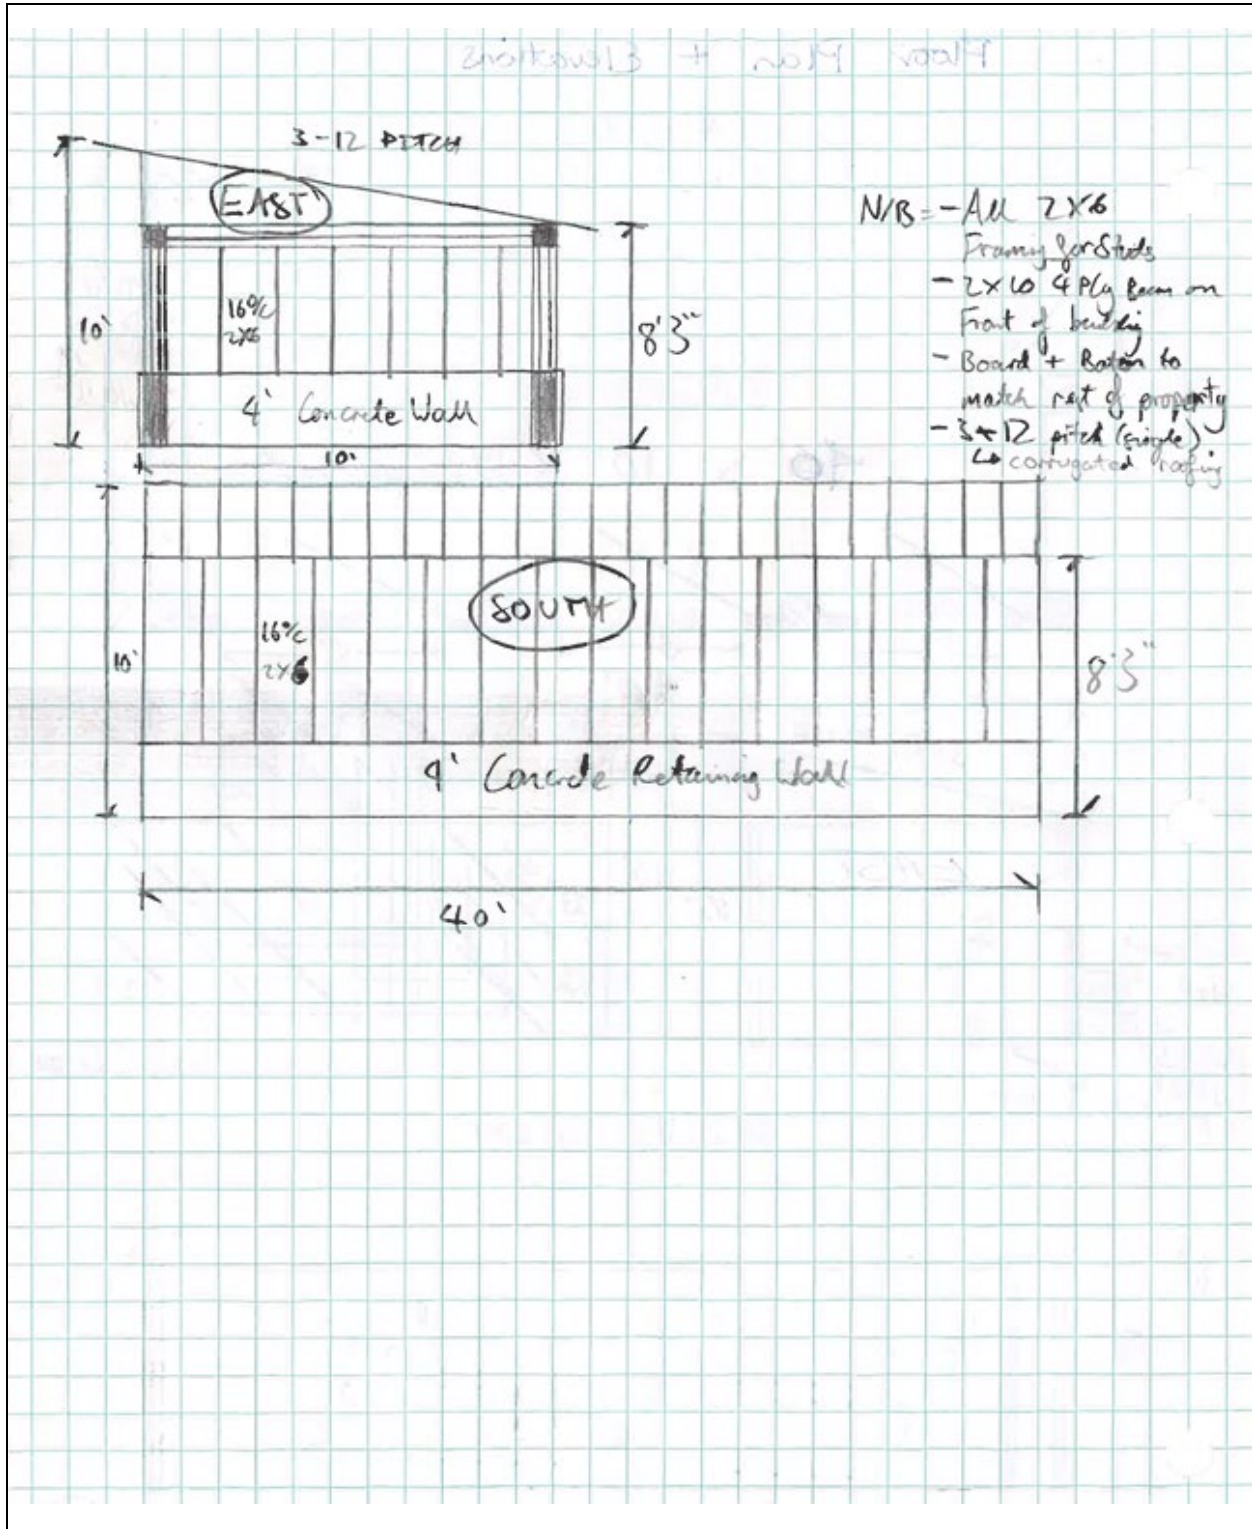 Floor Plan + Elevations
3-12 PITCH
EAST
10'
16"/c
2x6
8'3"
4' Concrete Wall
10'
N/B = - All 2x6
Framing for Studs
- 2x10 4 Ply Beam on
Front of building
- Board + Baton to
match rest of property
- 3-12 pitch (single)
↳ corrugated roofing
40
SOUTH
16"/c
2x6
10'
8'3"
4' Concrete Retaining Wall
EAST
40'